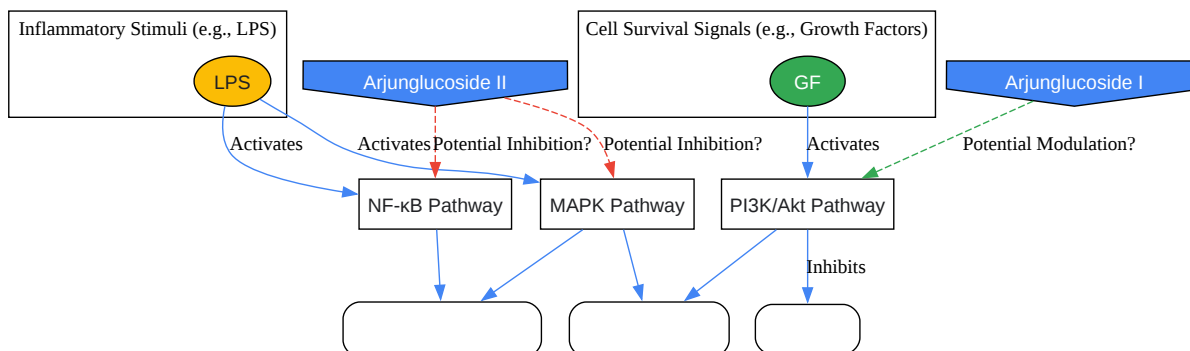 Inflammatory Stimuli (e.g., LPS)
Cell Survival Signals (e.g., Growth Factors)
LPS
Arjunglucoside II
GF
Arjunglucoside I
Activates
Activates
Potential Inhibition?
Potential Inhibition?
Activates
Potential Modulation?
NF-κB Pathway
MAPK Pathway
PI3K/Akt Pathway
Inhibits